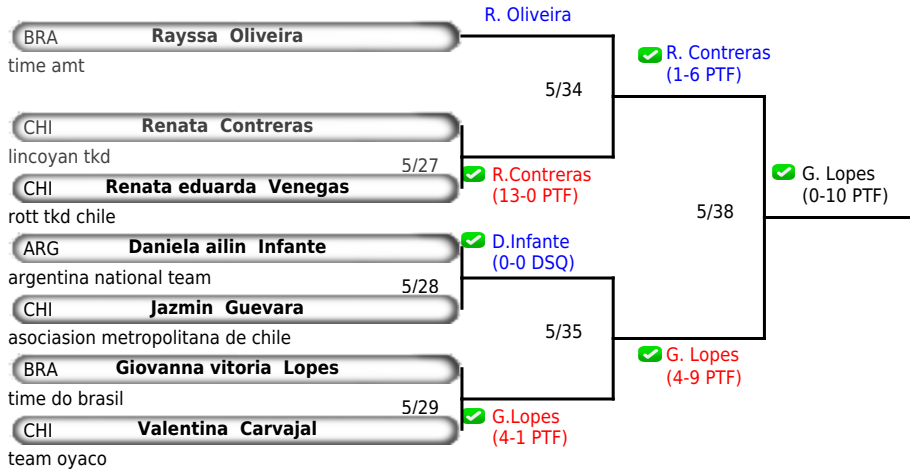 R. Oliveira
BRA Rayssa Oliveira
time amt
R. Contreras
(1-6 PTF)
5/34
CHI Renata Contreras
lincoyan tkd
5/27
R.Contreras
(13-0 PTF)
CHI Renata eduarda Venegas
rott tkd chile
G. Lopes
(0-10 PTF)
5/38
ARG Daniela ailin Infante
argentina national team
D.Infante
(0-0 DSQ)
5/28
CHI Jazmin Guevara
asociasion metropolitana de chile
5/35
BRA Giovanna vitoria Lopes
time do brasil
G. Lopes
(4-9 PTF)
5/29
CHI Valentina Carvajal
team oyaco
G.Lopes
(4-1 PTF)